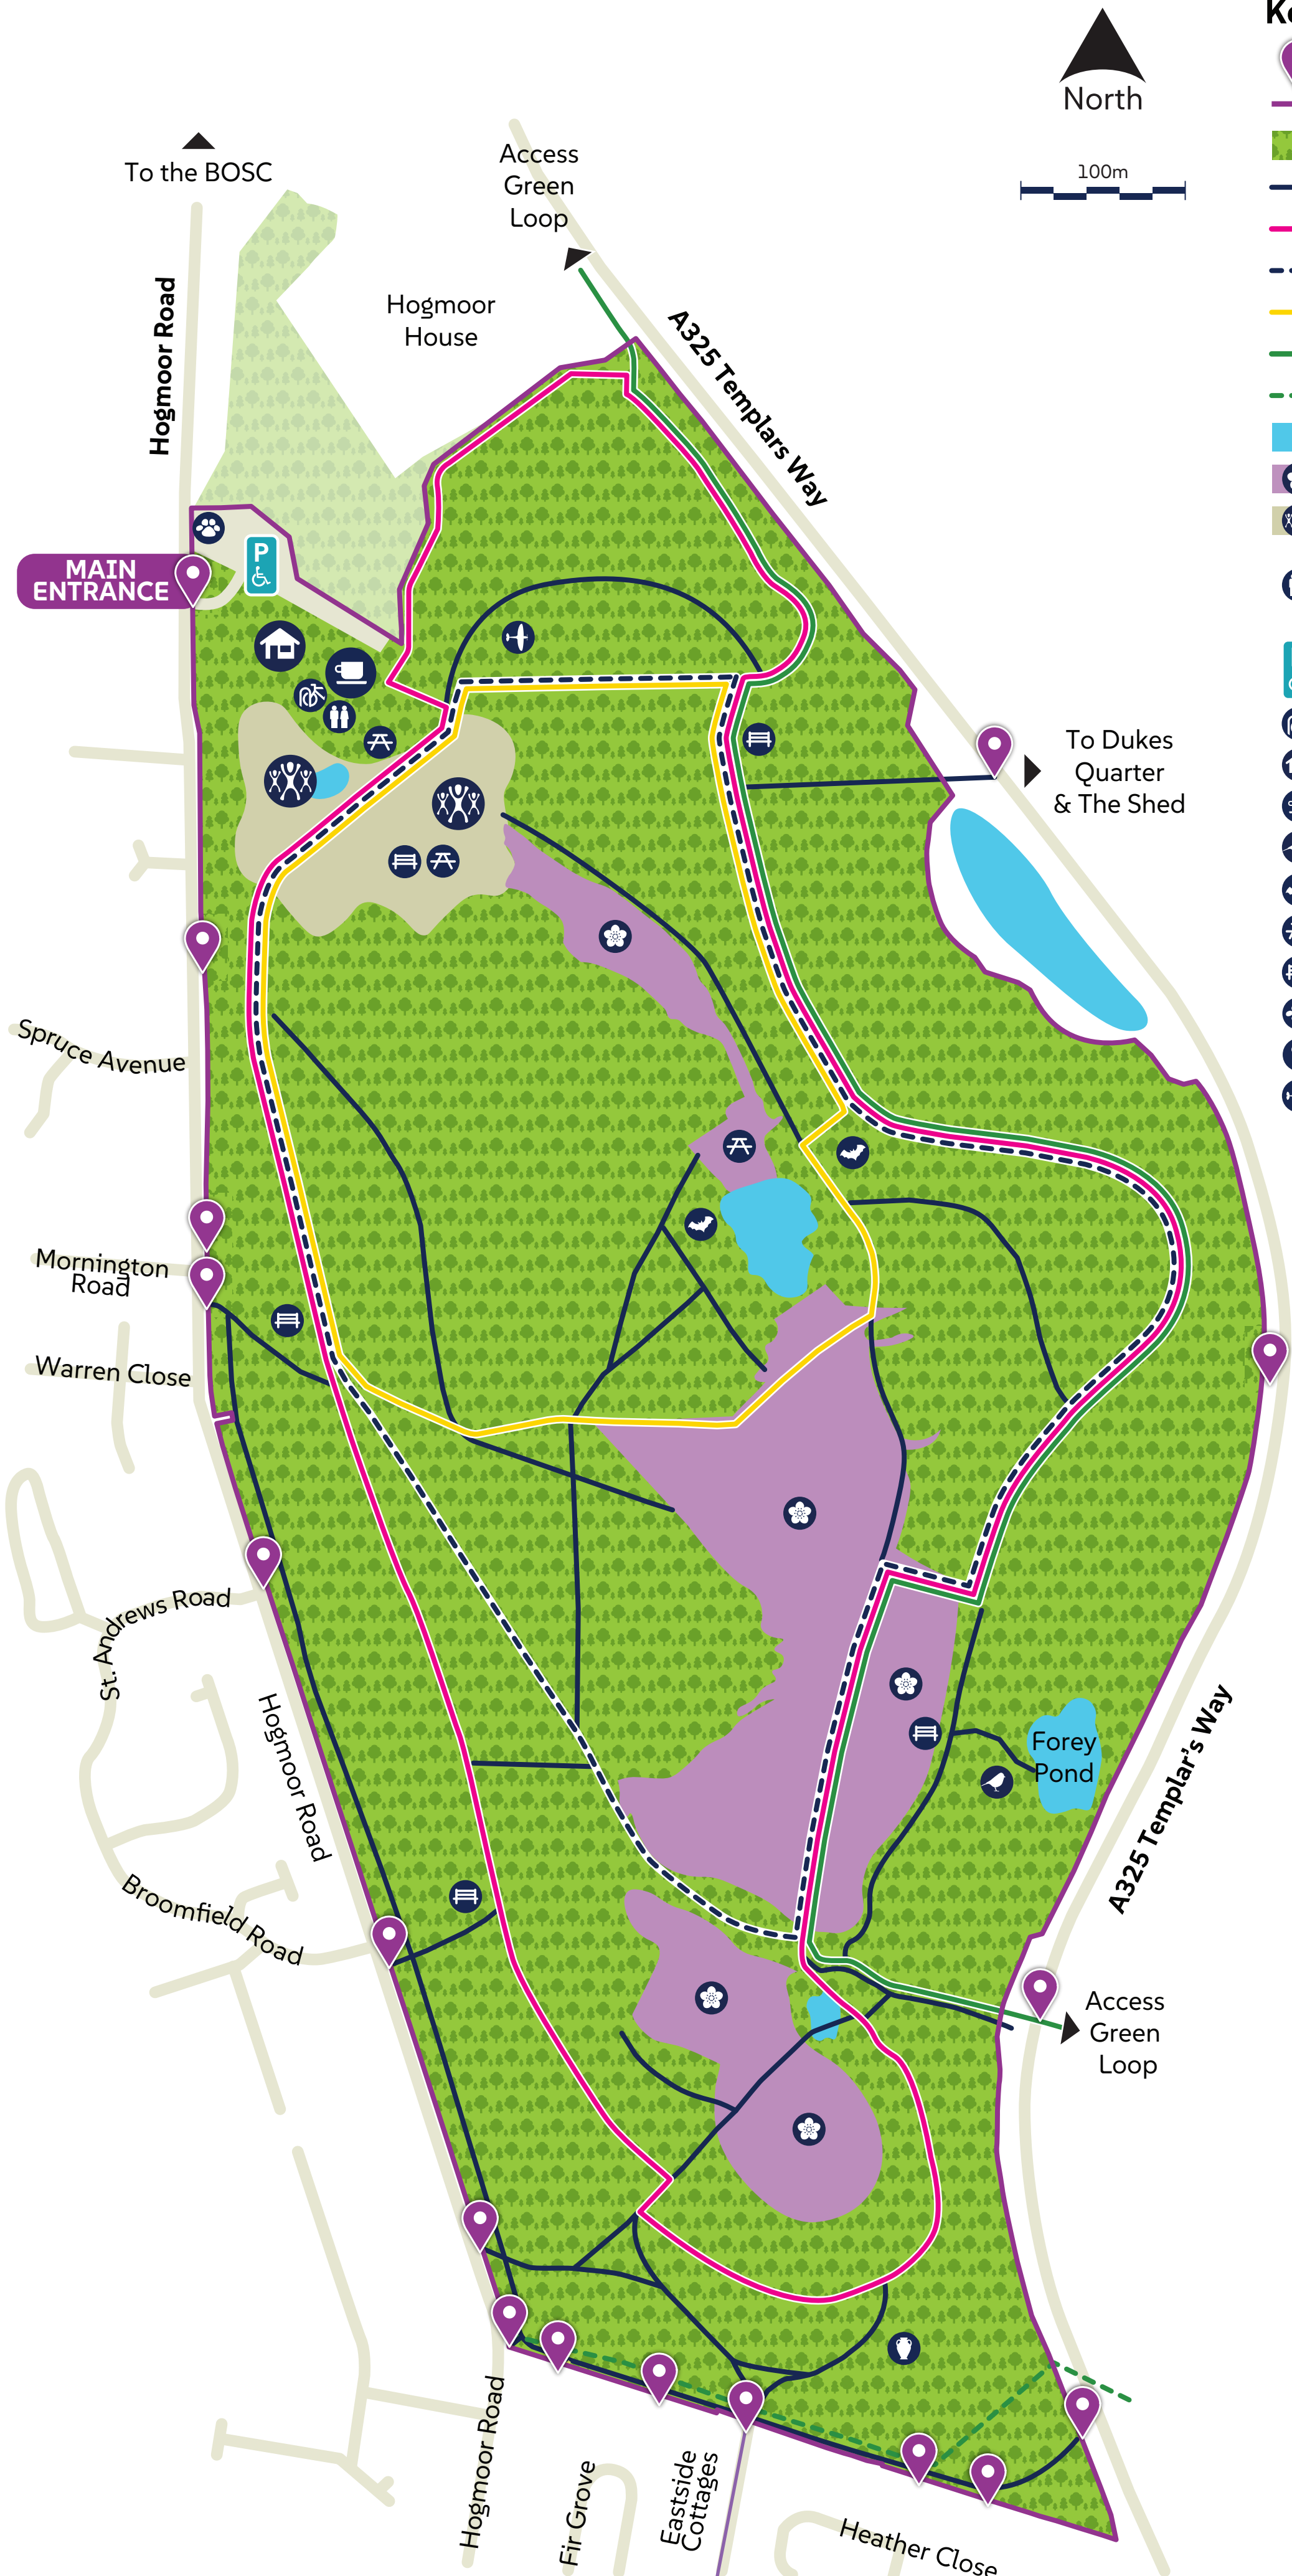 Ke
North
100m
To the BOSC
Access
Green
Loop
Hogmoor Road
Hogmoor
House
A325 Templars Way
P
MAIN
ENTRANCE
To Dukes
Quarter
& The Shed
Spruce Avenue
Mornington
Road
Warren Close
St. Andrews Road
Hogmoor Road
Forey
Pond
A325 Templar's Way
Broomfield Road
Access
Green
Loop
Hogmoor Road
Fir Grove
Eastside
Cottages
Heather Close